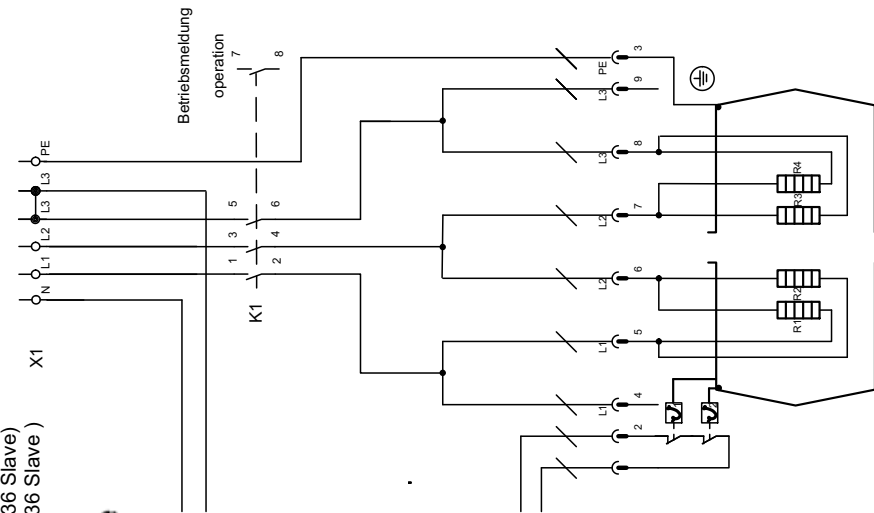 Betriebsmeldung
operation
7
8
PE
L3
L3
L2
L1
N
X1
5
6
3
4
1
2
K1
PE
3
L3
9
L3
8
L2
7
L2
6
L1
5
L1
4
2
R4
R3
R2
R1
36 Slave)
36 Slave )